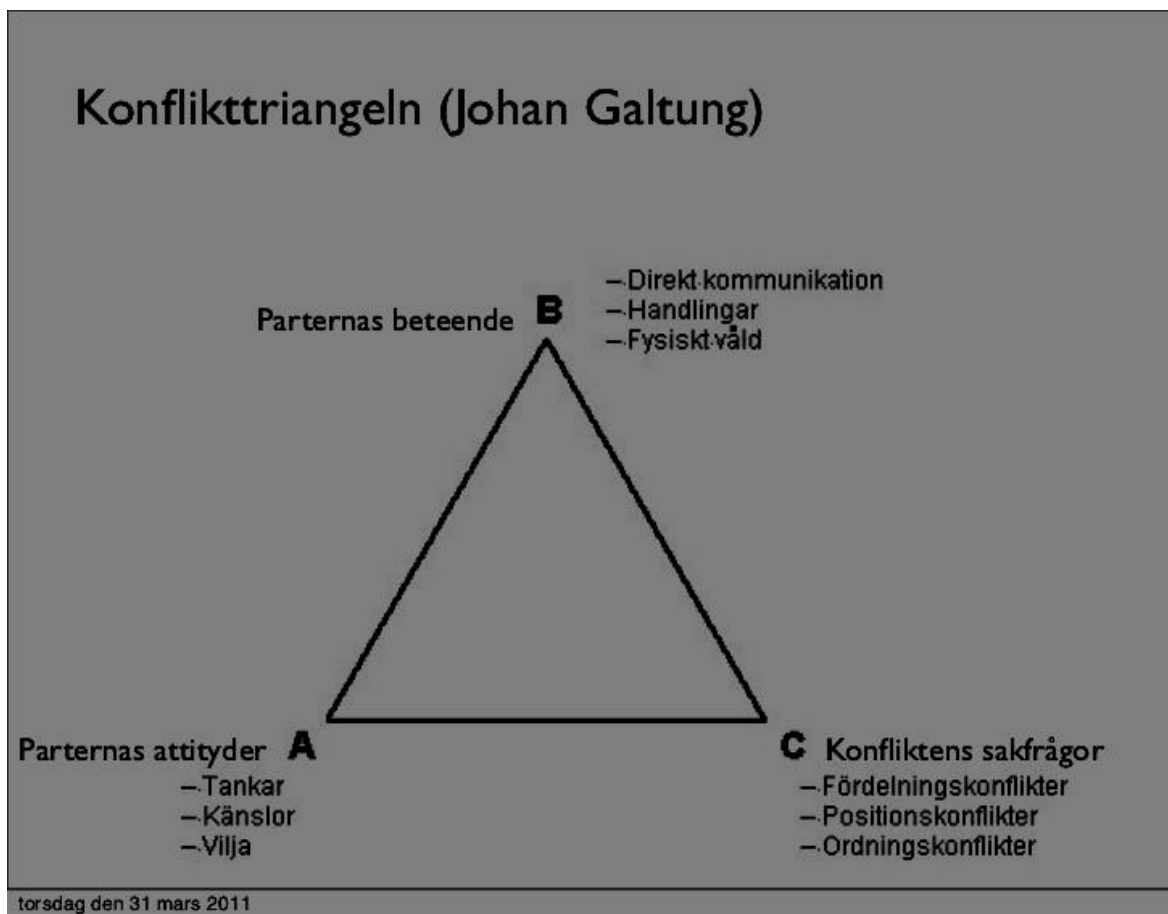 Konflikttriangeln (Johan Galtung)
Parternas beteende B
– Direkt kommunikation
– Handlingar
– Fysiskt våld
Parternas attityder A
– Tankar
– Känslor
– Vilja
C Konfliktens sakfrågor
– Fördelningskonflikter
– Positionskonflikter
– Ordningskonflikter
torsdag den 31 mars 2011